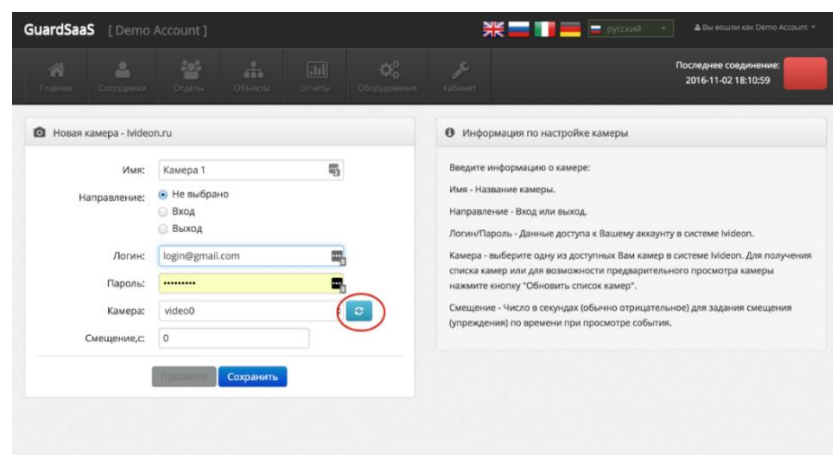 GuardSaaS [ Demo Account ]
русский
Вы вошли как Demo Account
Главная
Сотрудники
Отделы
Объекты
Отчеты
Оборудование
Кабинет
Последнее соединение:
2016-11-02 18:10:59
Новая камера - Ivideon.ru
Имя: Камера 1
Направление: Не выбрано
Вход
Выход
Логин: login@gmail.com
Пароль: •••••••••
Камера: video0
Смещение,с: 0
Просмотр Сохранить
Информация по настройке камеры
Введите информацию о камере:
Имя - Название камеры.
Направление - Вход или выход.
Логин/Пароль - Данные доступа к Вашему аккаунту в системе Ivideon.
Камера - выберите одну из доступных Вам камер в системе Ivideon. Для получения
списка камер или для возможности предварительного просмотра камеры
нажмите кнопку "Обновить список камер".
Смещение - Число в секундах (обычно отрицательное) для задания смещения
(упреждения) по времени при просмотре события.